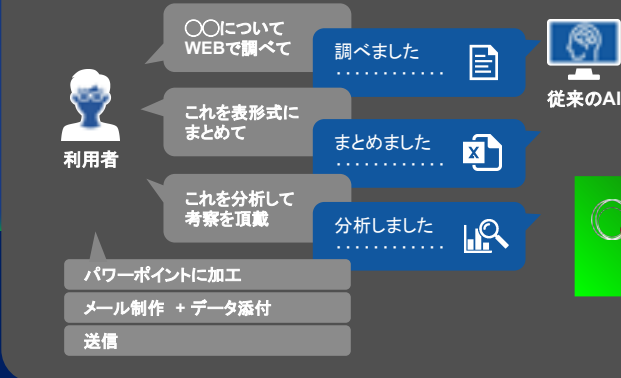 〇〇について
WEBで調べて
調べました
............
従来のAI
これを表形式に
まとめて
まとめました
............
X
利用者
これを分析して
考察を頂戴
分析しました
............
パワーポイントに加工
メール制作 + データ添付
送信